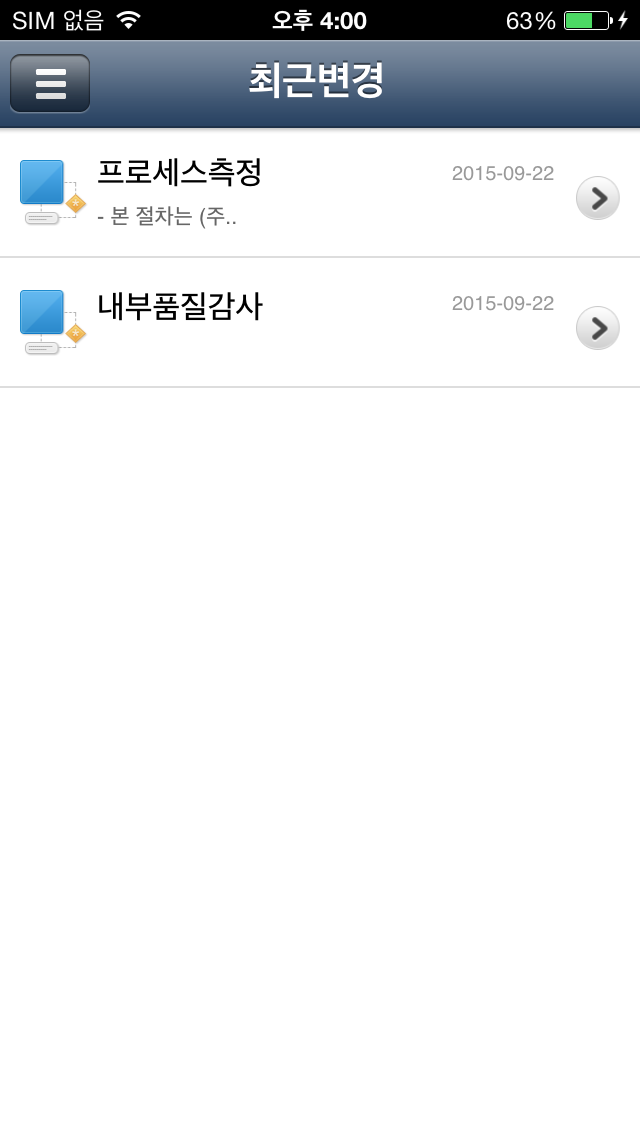 SIM 없음 오후 4:00 63%
최근변경
프로세스측정 2015-09-22
- 본 절차는 (주..
내부품질감사 2015-09-22